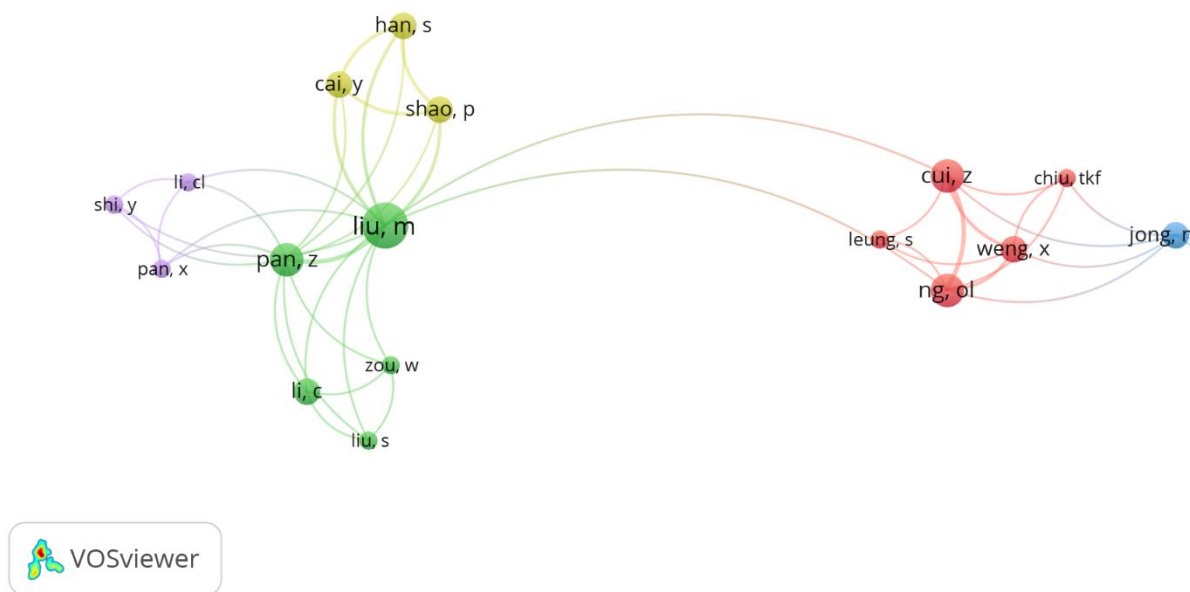 han, s
cai, y
shao, p
li, cl
shi, y
pan, x
liu, m
pan, z
zou, w
li, c
liu, s
cui, z
chiu, tkf
leung, s
weng, x
jong, r
ng, ol
VOSviewer